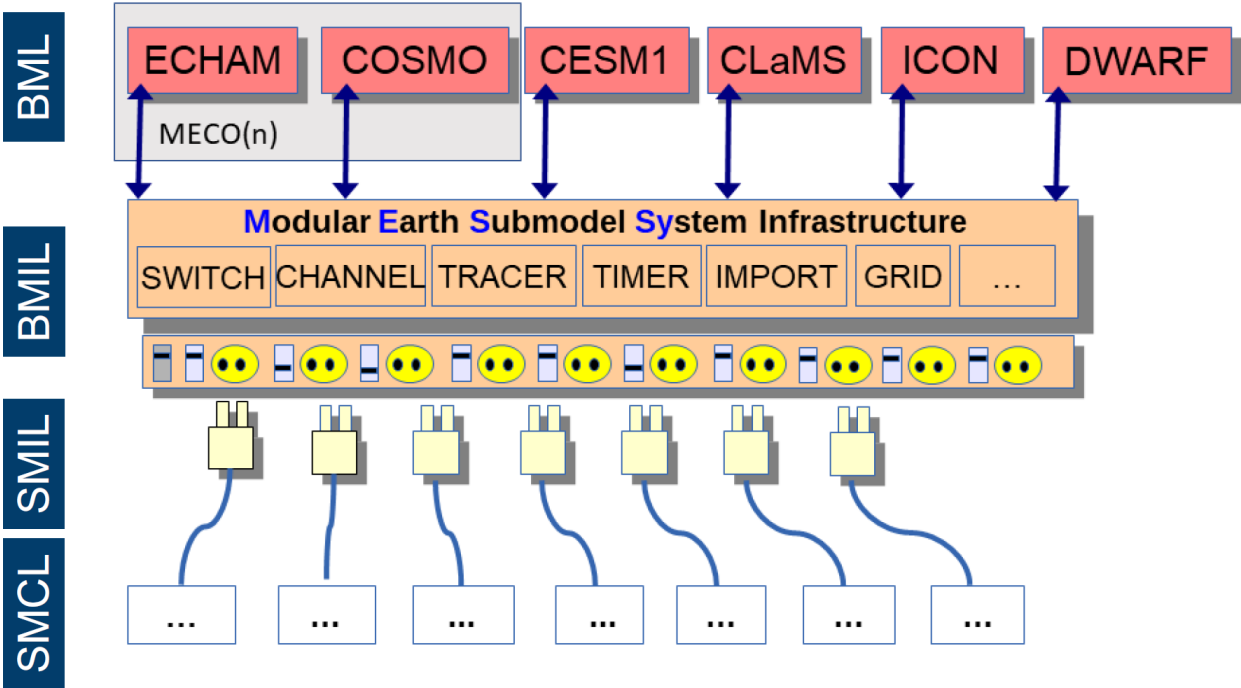 BML
ECHAM
COSMO
CESM1
CLaMS
ICON
DWARF
MECO(n)
BMIL
Modular Earth Submodel System Infrastructure
SWITCH
CHANNEL
TRACER
TIMER
IMPORT
GRID
...
SMIL
SMCL
...
...
...
...
...
...
...